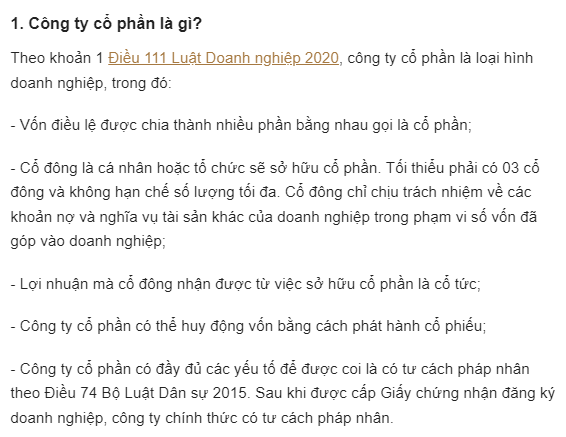 1. Công ty cổ phần là gì?
Theo khoản 1 Điều 111 Luật Doanh nghiệp 2020, công ty cổ phần là loại hình
doanh nghiệp, trong đó:
- Vốn điều lệ được chia thành nhiều phần bằng nhau gọi là cổ phần;
- Cổ đông là cá nhân hoặc tổ chức sẽ sở hữu cổ phần. Tối thiểu phải có 03 cổ
đông và không hạn chế số lượng tối đa. Cổ đông chỉ chịu trách nhiệm về các
khoản nợ và nghĩa vụ tài sản khác của doanh nghiệp trong phạm vi số vốn đã
góp vào doanh nghiệp;
- Lợi nhuận mà cổ đông nhận được từ việc sở hữu cổ phần là cổ tức;
- Công ty cổ phần có thể huy động vốn bằng cách phát hành cổ phiếu;
- Công ty cổ phần có đầy đủ các yếu tố để được coi là có tư cách pháp nhân
theo Điều 74 Bộ Luật Dân sự 2015. Sau khi được cấp Giấy chứng nhận đăng ký
doanh nghiệp, công ty chính thức có tư cách pháp nhân.